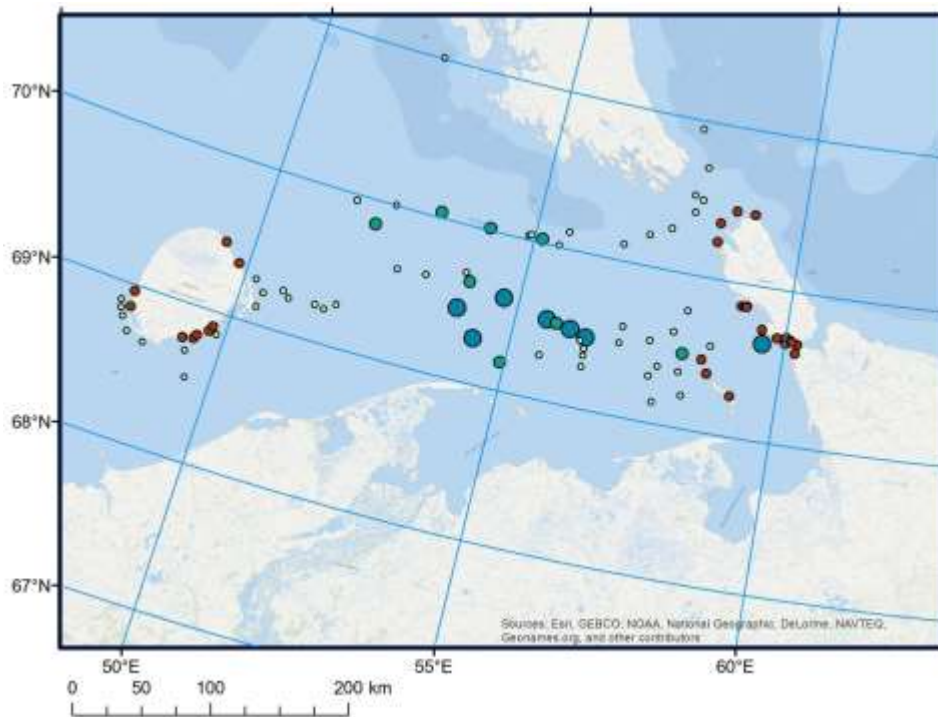 70°N
69°N
68°N
67°N
Sources: Esri, GEBCO, NOAA, National Geographic, DeLorme, NAVTEQ,
Geonames.org, and other contributors
50°E 55°E 60°E
0 50 100 200 km